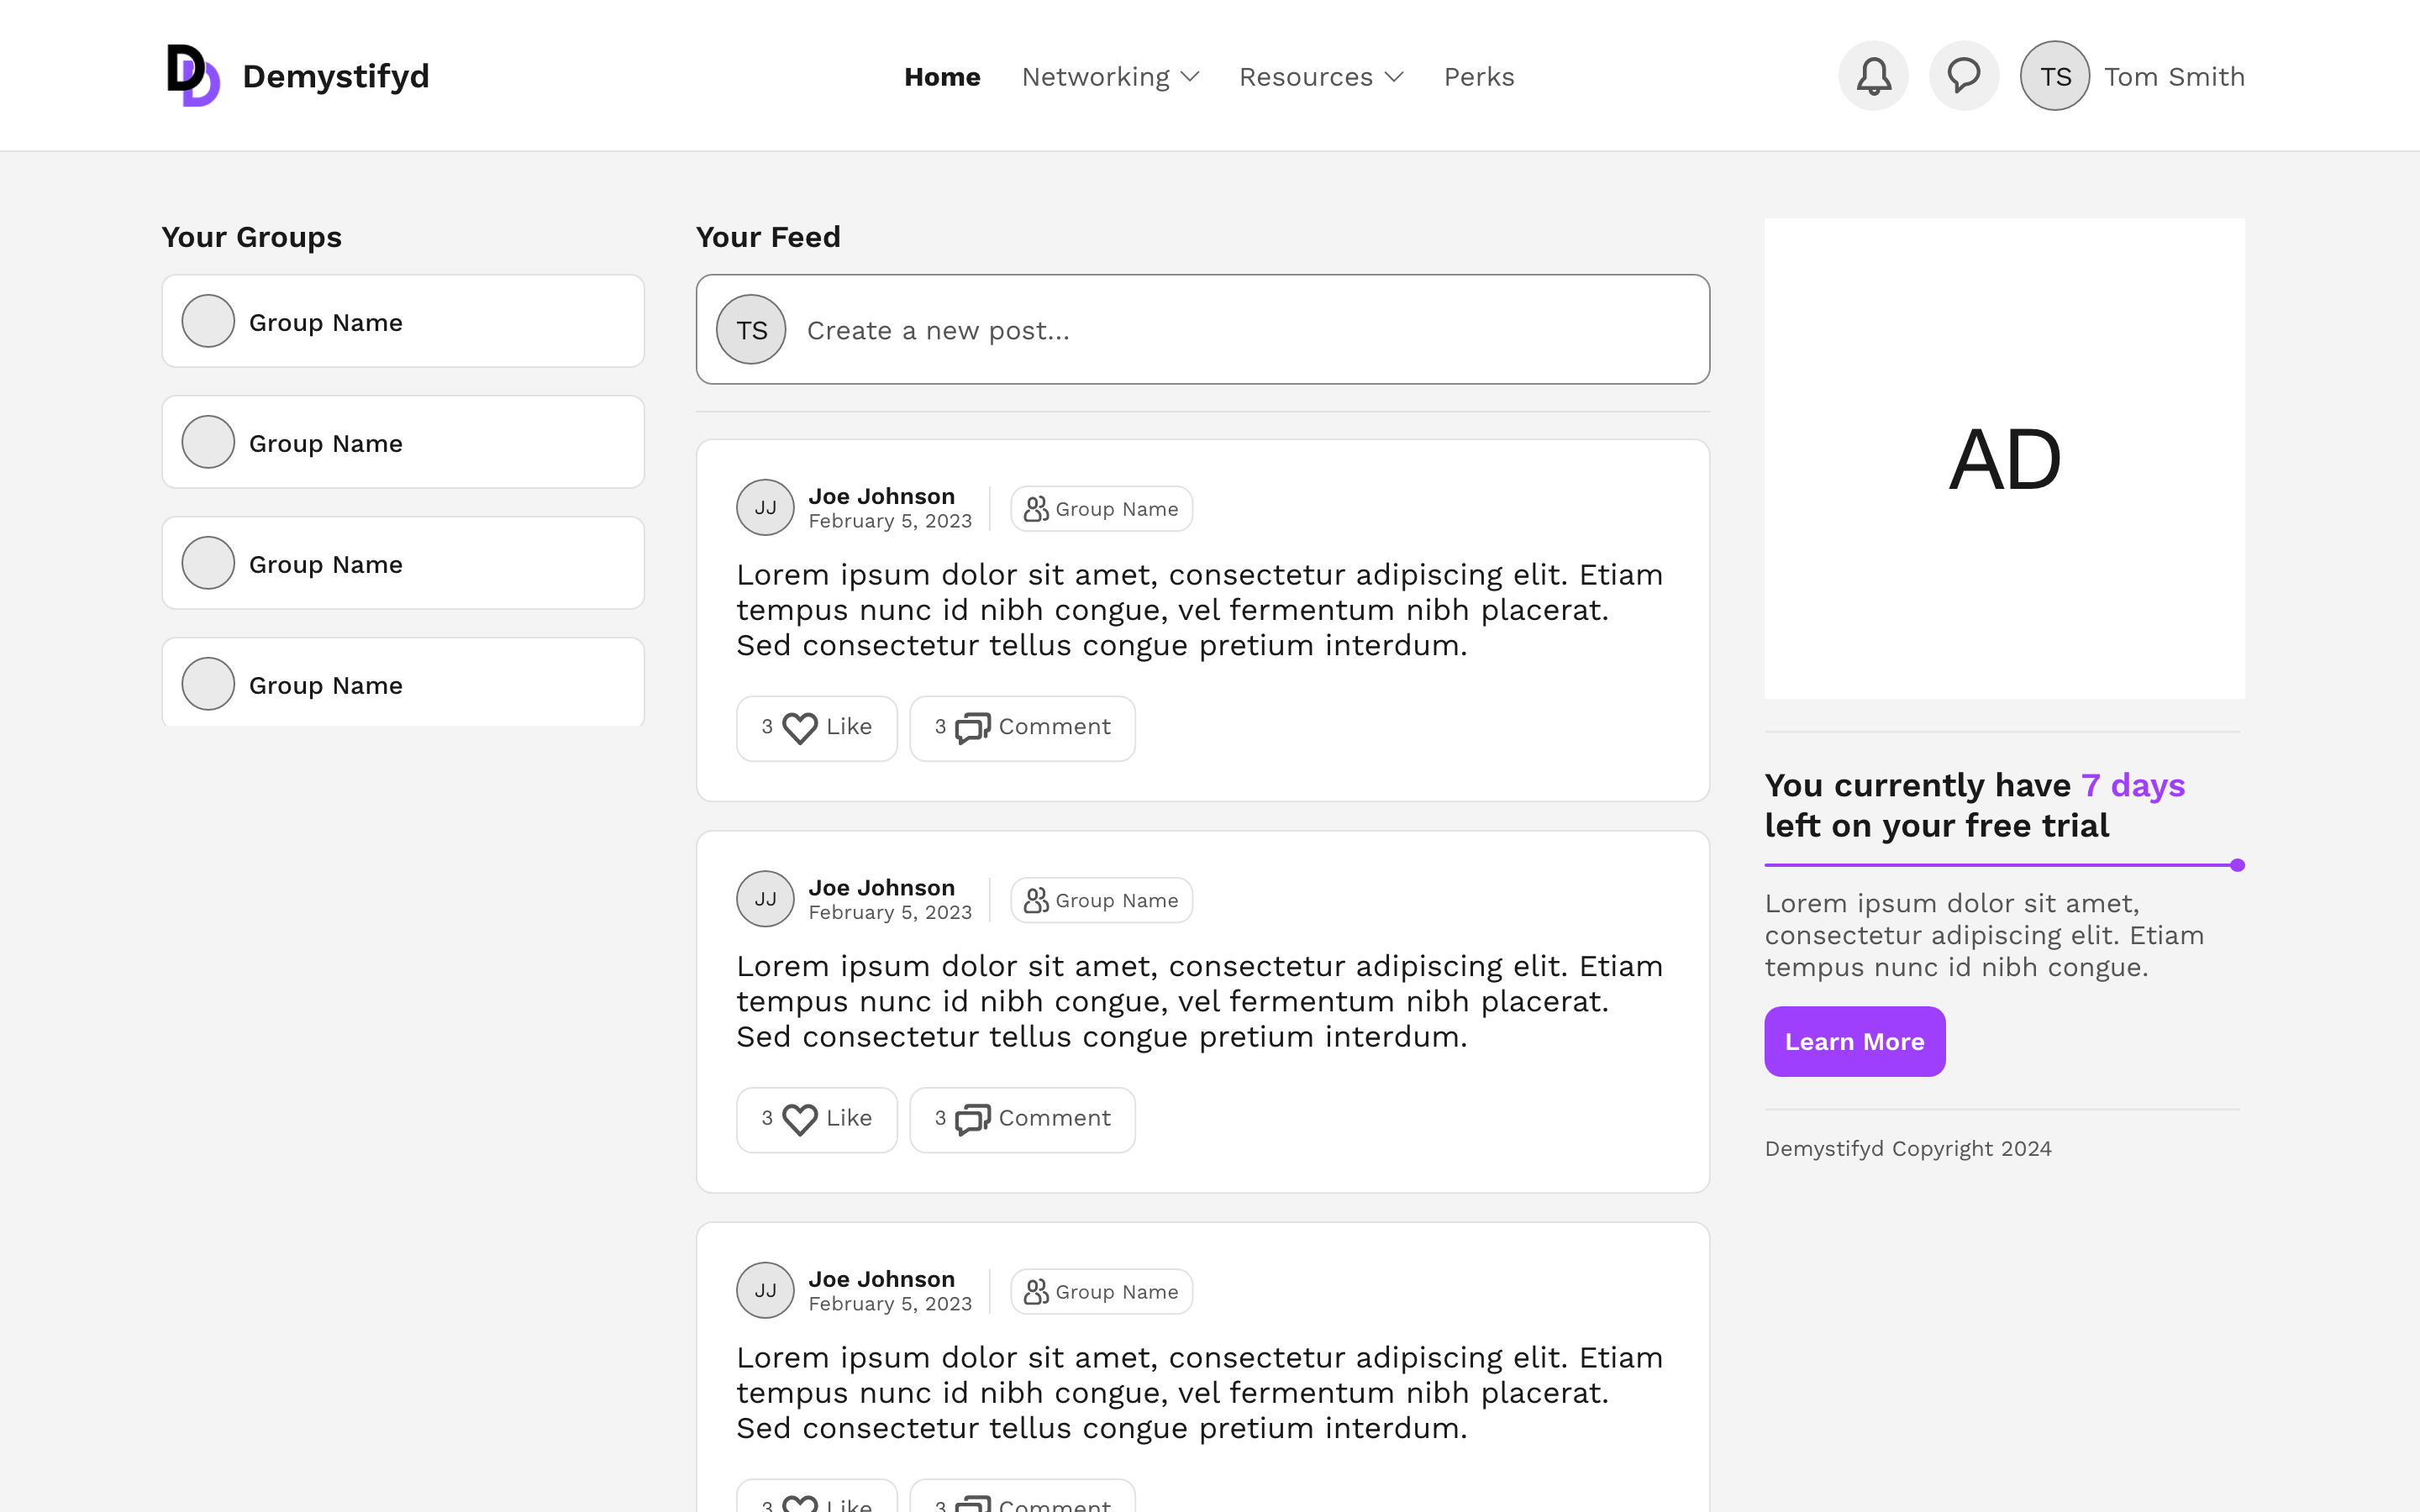 Demystifyd
Home Networking Resources Perks
TS Tom Smith
Your Groups
Group Name
Group Name
Group Name
Group Name
Your Feed
TS Create a new post...
JJ Joe Johnson
February 5, 2023
Group Name
Lorem ipsum dolor sit amet, consectetur adipiscing elit. Etiam
tempus nunc id nibh congue, vel fermentum nibh placerat.
Sed consectetur tellus congue pretium interdum.
3 Like 3 Comment
JJ Joe Johnson
February 5, 2023
Group Name
Lorem ipsum dolor sit amet, consectetur adipiscing elit. Etiam
tempus nunc id nibh congue, vel fermentum nibh placerat.
Sed consectetur tellus congue pretium interdum.
3 Like 3 Comment
JJ Joe Johnson
February 5, 2023
Group Name
Lorem ipsum dolor sit amet, consectetur adipiscing elit. Etiam
tempus nunc id nibh congue, vel fermentum nibh placerat.
Sed consectetur tellus congue pretium interdum.
3 Like 3 Comment
AD
You currently have 7 days
left on your free trial
Lorem ipsum dolor sit amet,
consectetur adipiscing elit. Etiam
tempus nunc id nibh congue.
Learn More
Demystifyd Copyright 2024